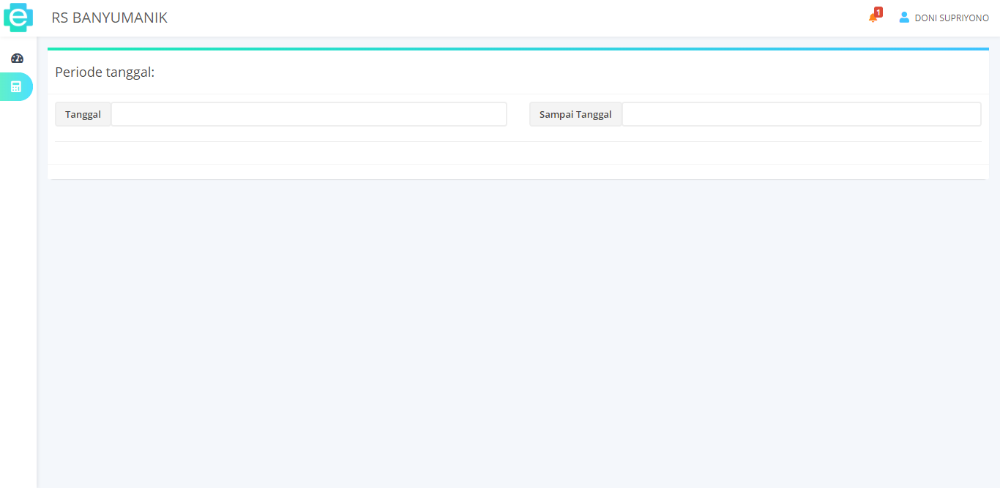 e
RS BANYUMANIK
1
DONI SUPRIYONO
Periode tanggal:
Tanggal
Sampai Tanggal